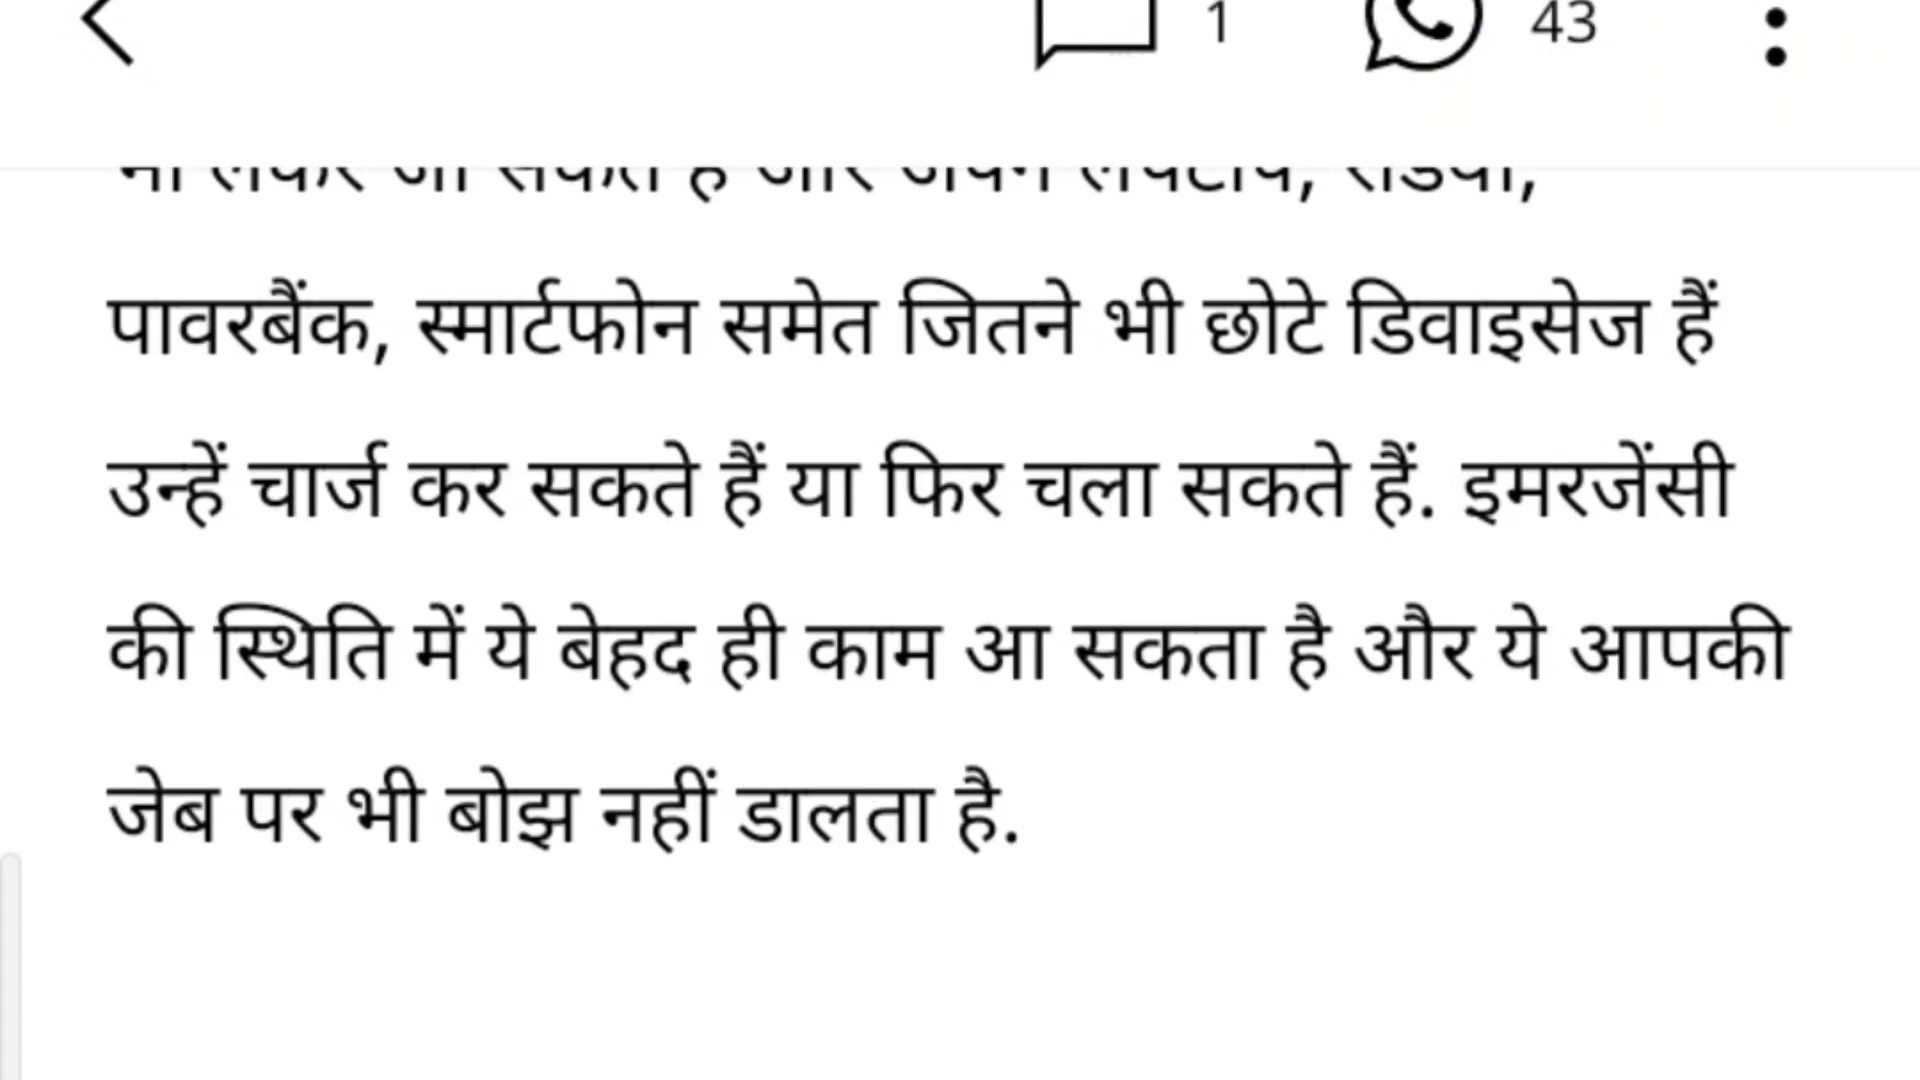 1 43
पावरबैंक, स्मार्टफोन समेत जितने भी छोटे डिवाइसेज हैं
उन्हें चार्ज कर सकते हैं या फिर चला सकते हैं. इमरजेंसी
की स्थिति में ये बेहद ही काम आ सकता है और ये आपकी
जेब पर भी बोझ नहीं डालता है.